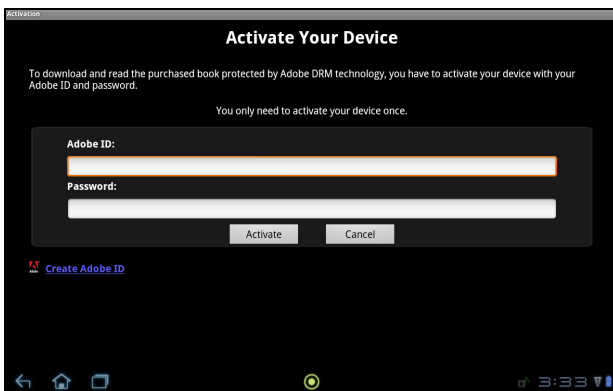 Activation
Activate Your Device
To download and read the purchased book protected by Adobe DRM technology, you have to activate your device with your
Adobe ID and password.
You only need to activate your device once.
Adobe ID:
Password:
Activate Cancel
Adobe Create Adobe ID
3:33